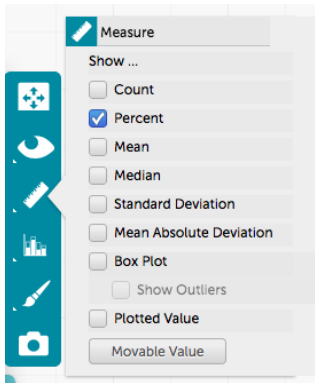 Measure
Show ...
Count
Percent
Mean
Median
Standard Deviation
Mean Absolute Deviation
Box Plot
Show Outliers
Plotted Value
Movable Value